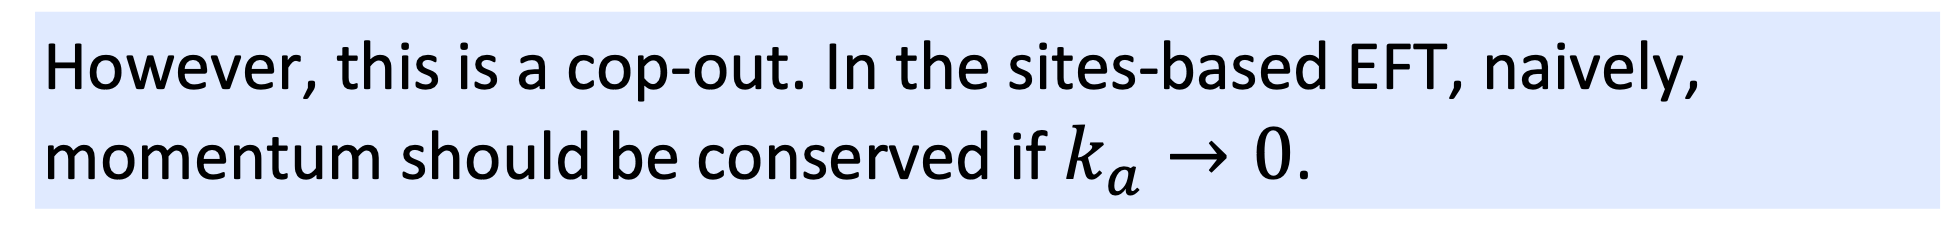 However, this is a cop-out. In the sites-based EFT, naively,
momentum should be conserved if $k_a \to 0$.